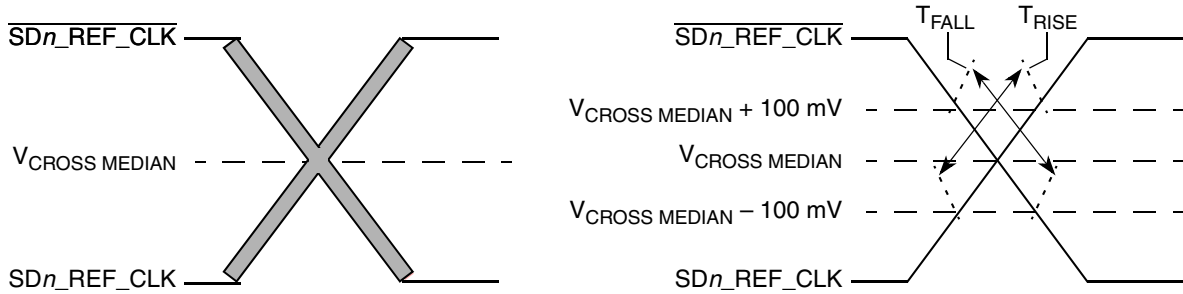 SDn_REF_CLK
V_CROSS MEDIAN
SDn_REF_CLK
T_FALL T_RISE
SDn_REF_CLK
V_CROSS MEDIAN + 100 mV
V_CROSS MEDIAN
V_CROSS MEDIAN – 100 mV
SDn_REF_CLK